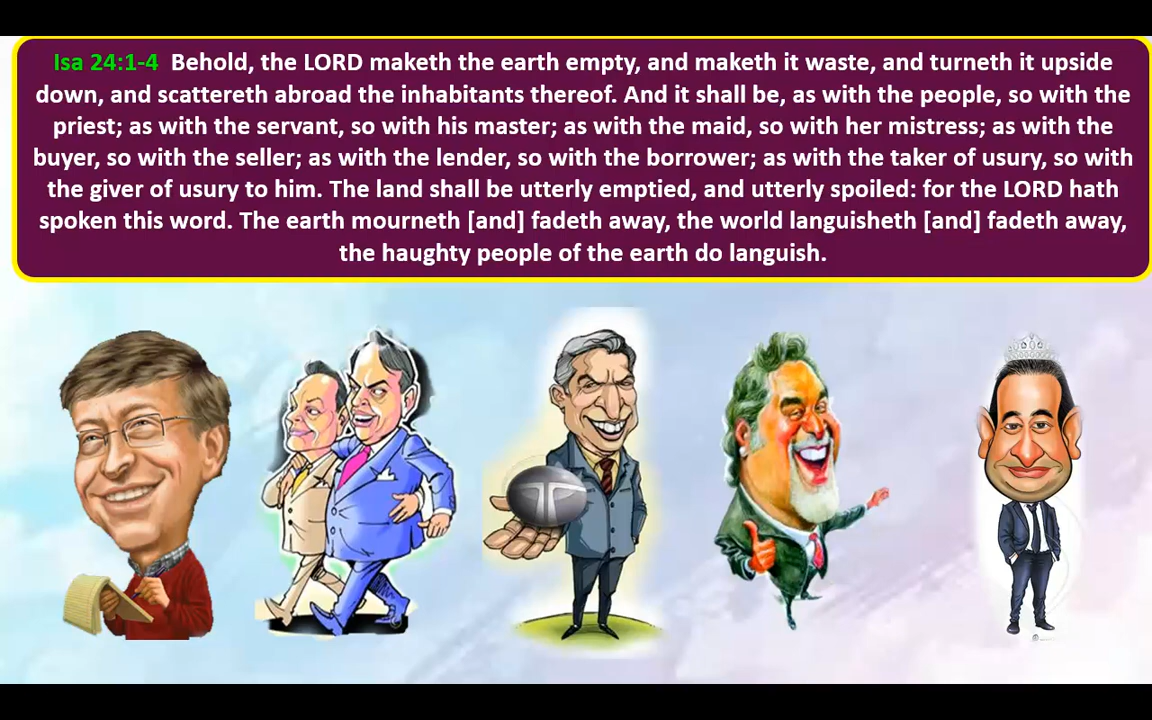 Isa 24:1-4 Behold, the LORD maketh the earth empty, and maketh it waste, and turneth it upside
down, and scattereth abroad the inhabitants thereof. And it shall be, as with the people, so with the
priest; as with the servant, so with his master; as with the maid, so with her mistress; as with the
buyer, so with the seller; as with the lender, so with the borrower; as with the taker of usury, so with
the giver of usury to him. The land shall be utterly emptied, and utterly spoiled: for the LORD hath
spoken this word. The earth mourneth [and] fadeth away, the world languisheth [and] fadeth away,
the haughty people of the earth do languish.